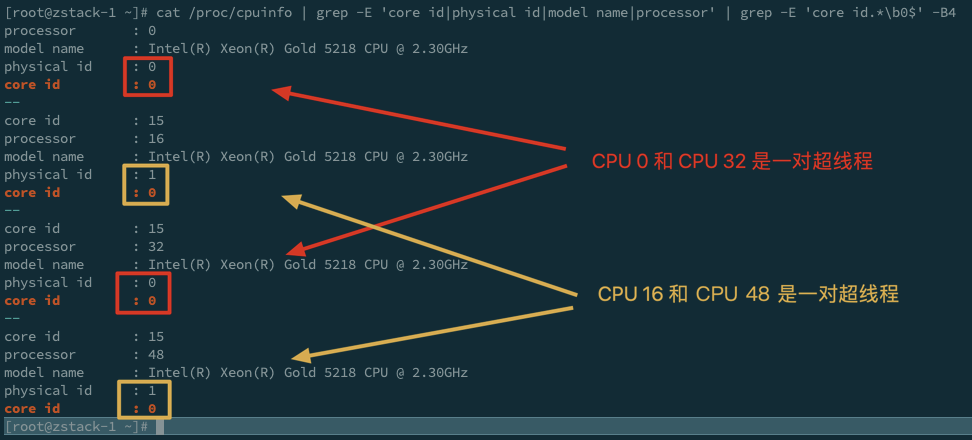 [root@zstack-1 ~]# cat /proc/cpuinfo | grep -E 'core id|physical id|model name|processor' | grep -E 'core id.*\b0$' -B4
processor       : 0
model name      : Intel(R) Xeon(R) Gold 5218 CPU @ 2.30GHz
physical id     : 0
core id         : 0
--
core id         : 15
processor       : 16
model name      : Intel(R) Xeon(R) Gold 5218 CPU @ 2.30GHz
CPU 0 和 CPU 32 是一对超线程
physical id     : 1
core id         : 0
--
core id         : 15
processor       : 32
model name      : Intel(R) Xeon(R) Gold 5218 CPU @ 2.30GHz
physical id     : 0
CPU 16 和 CPU 48 是一对超线程
core id         : 0
--
core id         : 15
processor       : 48
model name      : Intel(R) Xeon(R) Gold 5218 CPU @ 2.30GHz
physical id     : 1
core id         : 0
[root@zstack-1 ~]#